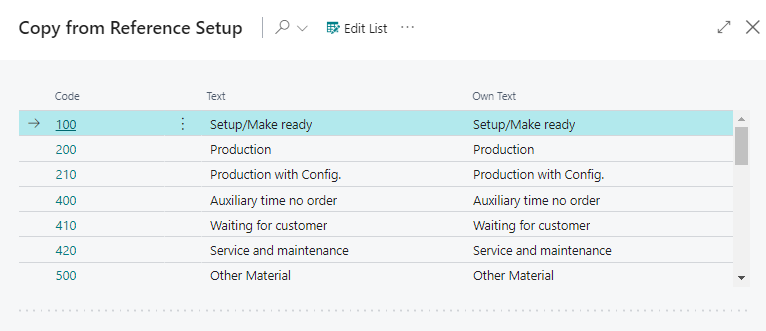 Copy from Reference Setup Edit List
Code Text Own Text
100 Setup/Make ready Setup/Make ready
200 Production Production
210 Production with Config. Production with Config.
400 Auxiliary time no order Auxiliary time no order
410 Waiting for customer Waiting for customer
420 Service and maintenance Service and maintenance
500 Other Material Other Material